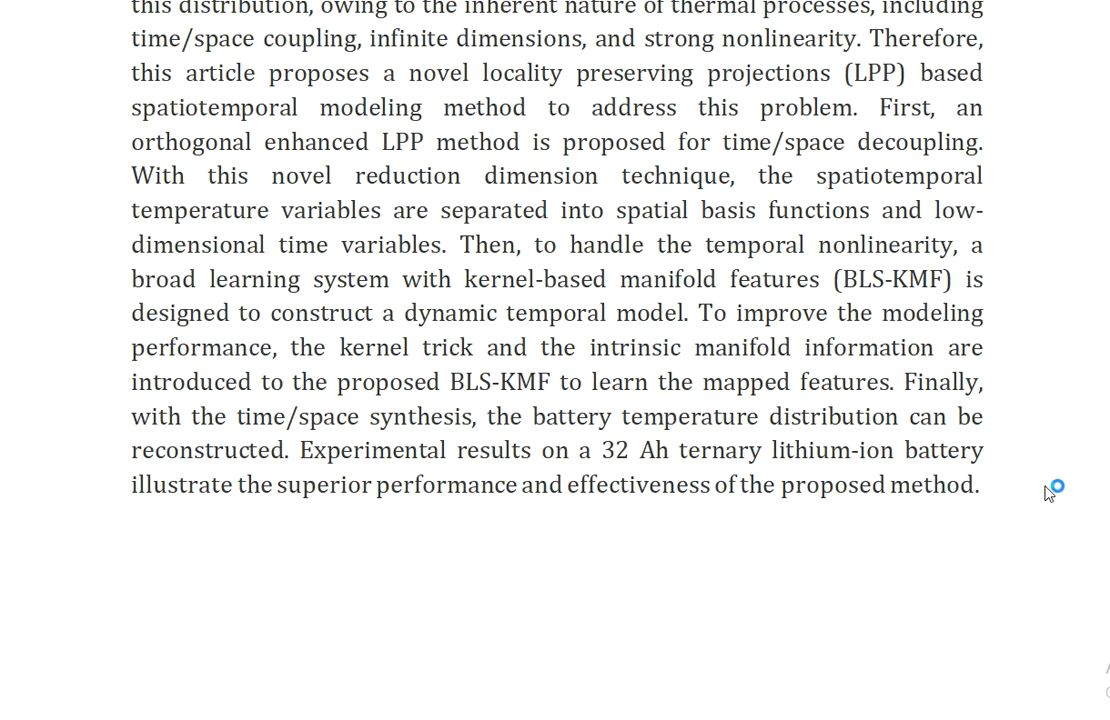 this distribution, owing to the inherent nature of thermal processes, including
time/space coupling, infinite dimensions, and strong nonlinearity. Therefore,
this article proposes a novel locality preserving projections (LPP) based
spatiotemporal modeling method to address this problem. First, an
orthogonal enhanced LPP method is proposed for time/space decoupling.
With this novel reduction dimension technique, the spatiotemporal
temperature variables are separated into spatial basis functions and low-
dimensional time variables. Then, to handle the temporal nonlinearity, a
broad learning system with kernel-based manifold features (BLS-KMF) is
designed to construct a dynamic temporal model. To improve the modeling
performance, the kernel trick and the intrinsic manifold information are
introduced to the proposed BLS-KMF to learn the mapped features. Finally,
with the time/space synthesis, the battery temperature distribution can be
reconstructed. Experimental results on a 32 Ah ternary lithium-ion battery
illustrate the superior performance and effectiveness of the proposed method.